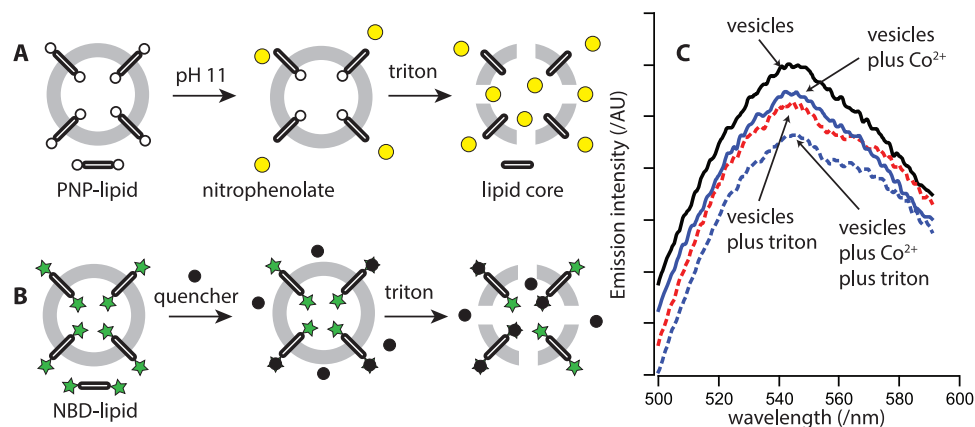 A
pH 11
triton
PNP-lipid
nitrophenolate
lipid core
B
quencher
triton
NBD-lipid
C
vesicles
vesicles
plus Co²⁺
vesicles
plus triton
vesicles
plus Co²⁺
plus triton
Emission intensity (/AU)
500
520
540
560
580
600
wavelength (/nm)